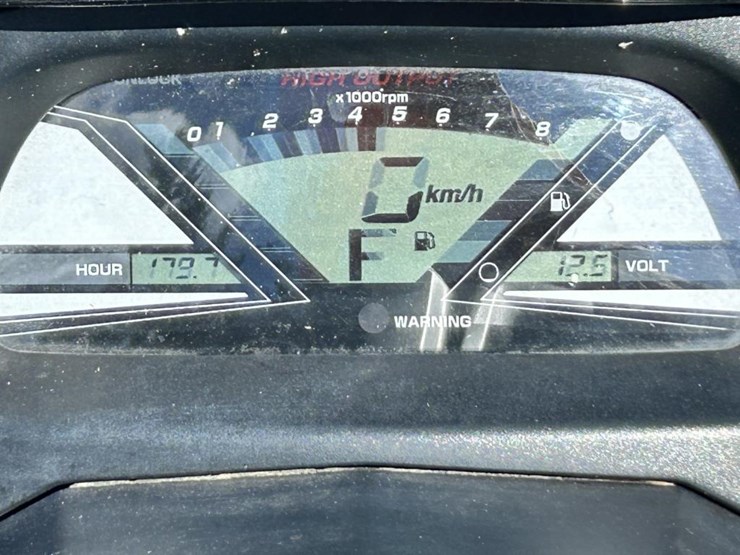 UNLOCK HIGH OUTPUT
x1000rpm
0 1 2 3 4 5 6 7 8
0 km/h
F
HOUR 179.7
12.5 VOLT
WARNING